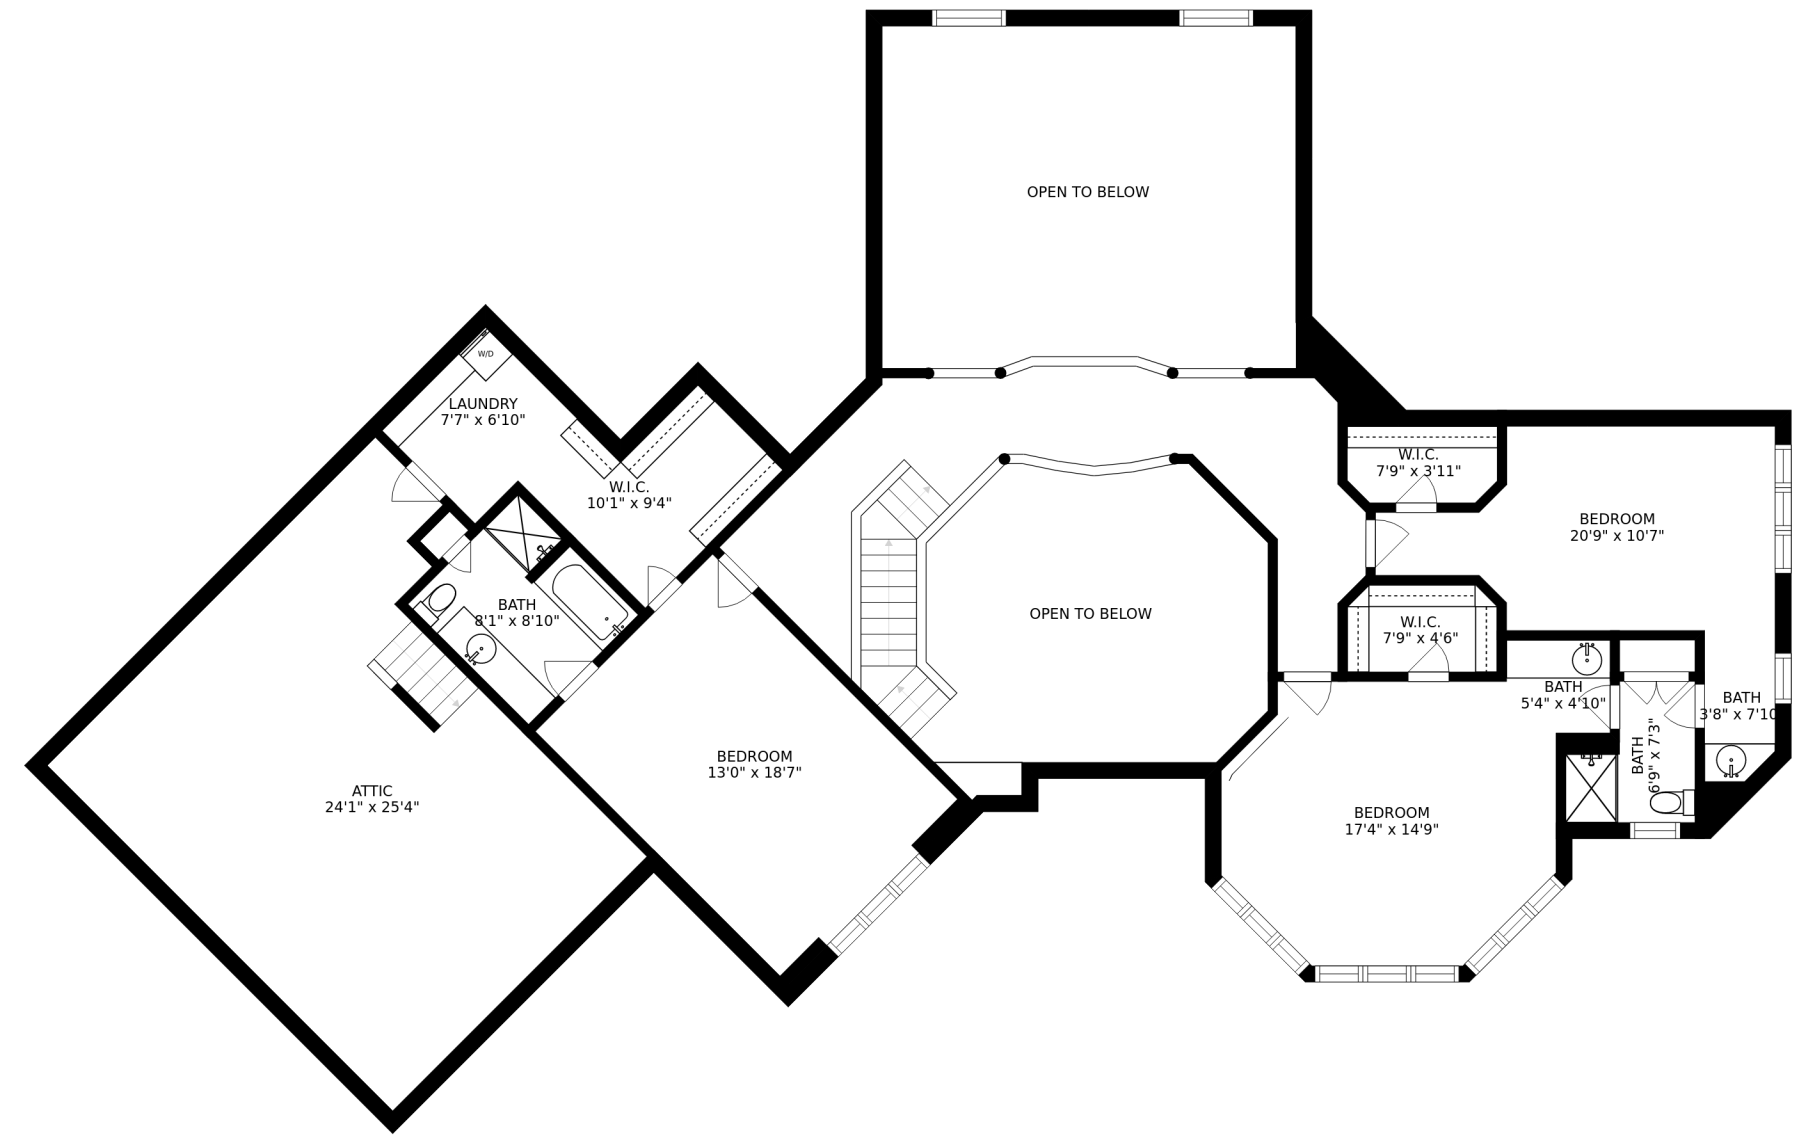 OPEN TO BELOW
W/D
LAUNDRY
7'7" x 6'10"
W.I.C.
10'1" x 9'4"
W.I.C.
7'9" x 3'11"
BEDROOM
20'9" x 10'7"
BATH
8'1" x 8'10"
OPEN TO BELOW
W.I.C.
7'9" x 4'6"
BATH
5'4" x 4'10"
BATH
3'8" x 7'10
BATH
6'9" x 7'3"
BEDROOM
13'0" x 18'7"
ATTIC
24'1" x 25'4"
BEDROOM
17'4" x 14'9"